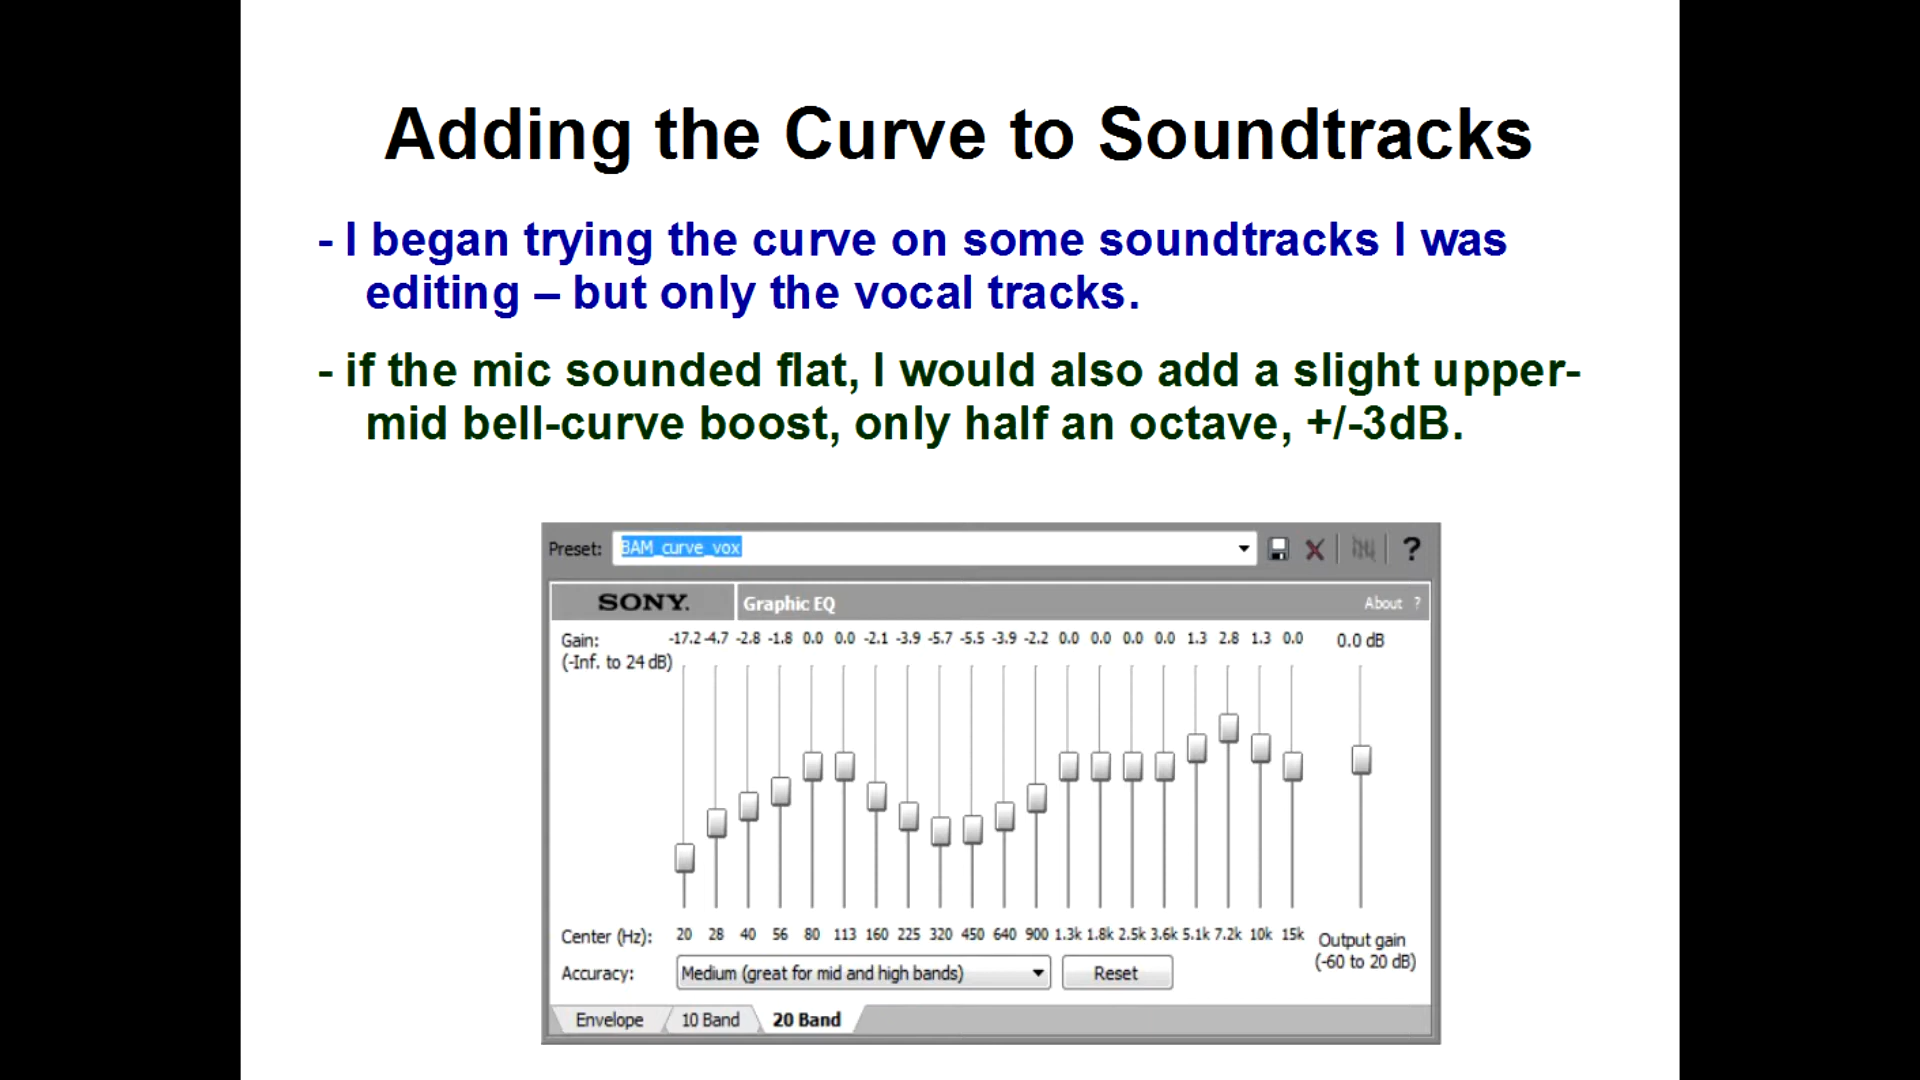 Adding the Curve to Soundtracks
- I began trying the curve on some soundtracks I was
editing – but only the vocal tracks.
- if the mic sounded flat, I would also add a slight upper-
mid bell-curve boost, only half an octave, +/-3dB.
Preset: BAM_curve_vox ?
SONY. Graphic EQ About ?
Gain: -17.2 -4.7 -2.8 -1.8 0.0 0.0 -2.1 -3.9 -5.7 -5.5 -3.9 -2.2 0.0 0.0 0.0 0.0 1.3 2.8 1.3 0.0 0.0 dB
(-Inf. to 24 dB)
Center (Hz): 20 28 40 56 80 113 160 225 320 450 640 900 1.3k 1.8k 2.5k 3.6k 5.1k 7.2k 10k 15k Output gain
(-60 to 20 dB)
Accuracy: Medium (great for mid and high bands) Reset
Envelope 10 Band 20 Band